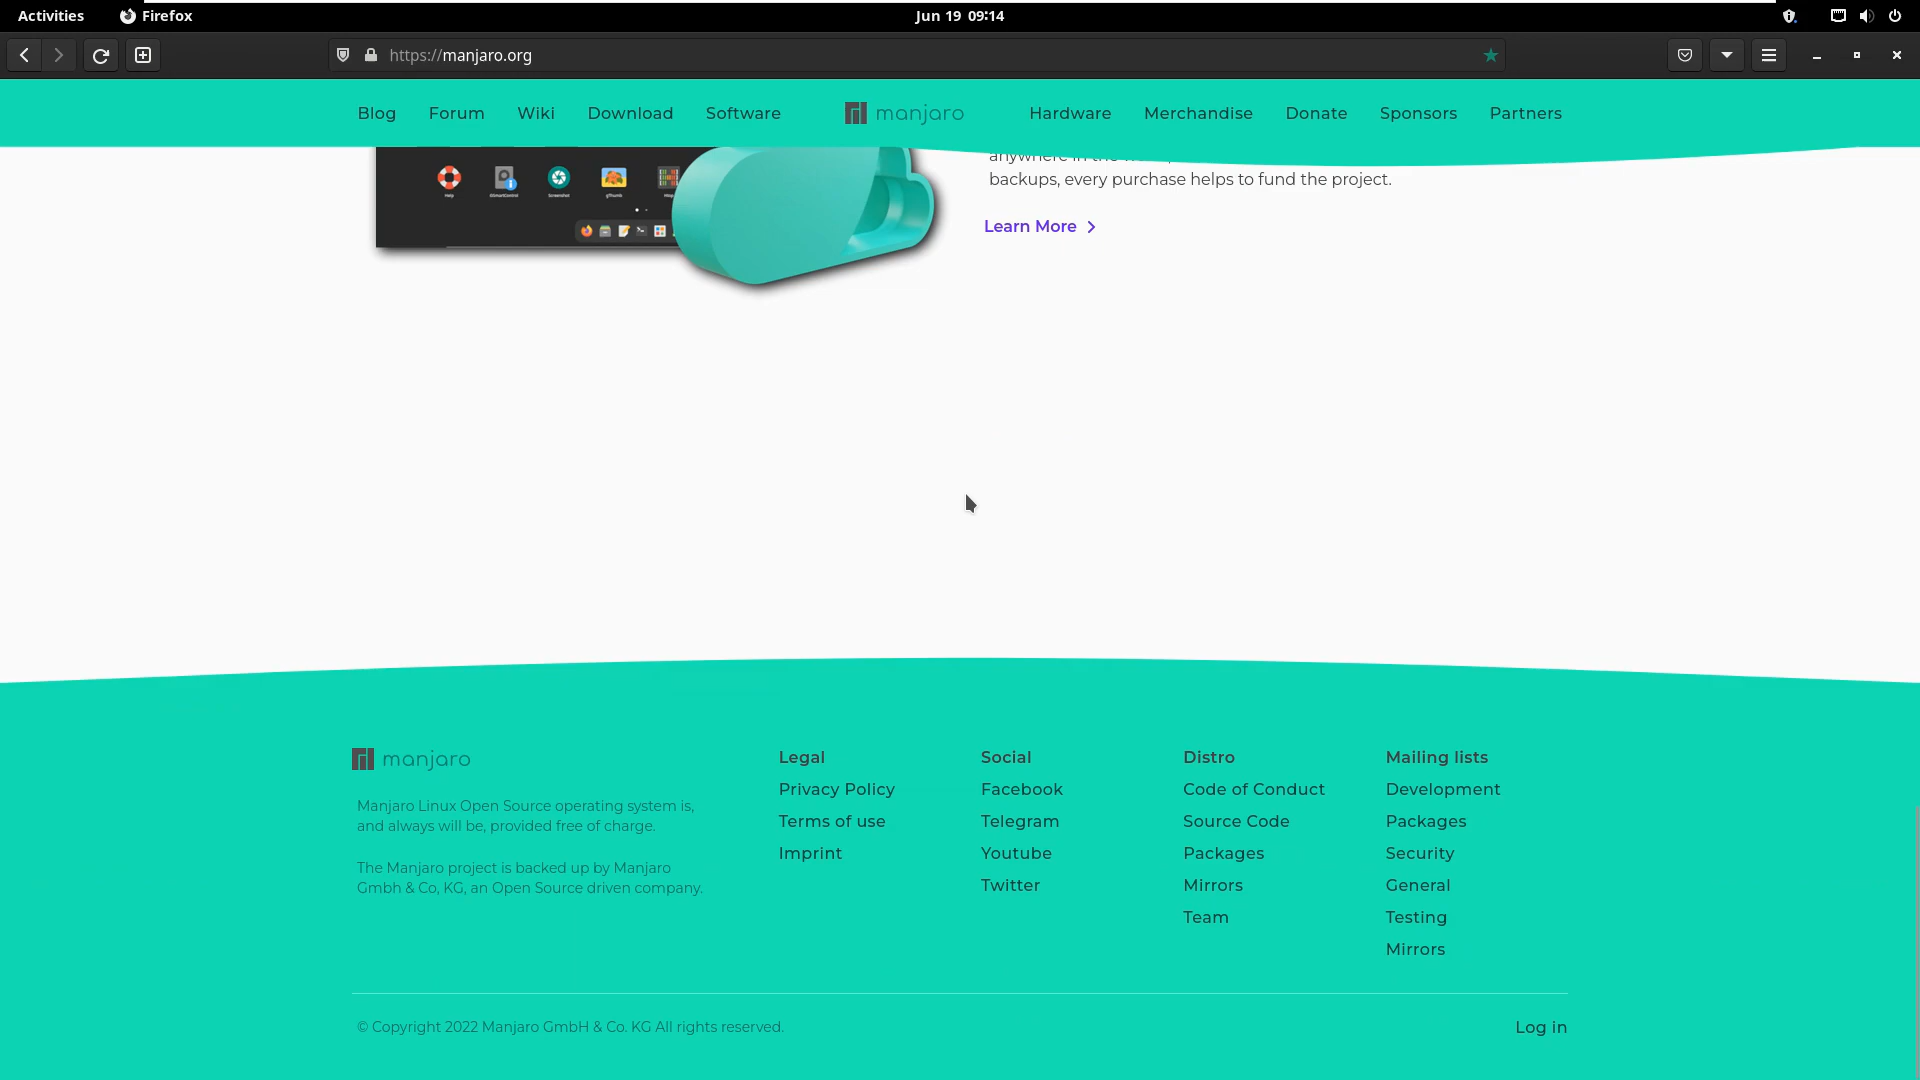 Activities
Firefox
Jun 19 09:14
https://manjaro.org
Blog
Forum
Wiki
Download
Software
manjaro
Hardware
Merchandise
Donate
Sponsors
Partners
anywhere in the
backups, every purchase helps to fund the project.
Learn More
Help
Screenshot
manjaro
Manjaro Linux Open Source operating system is,
and always will be, provided free of charge.
The Manjaro project is backed up by Manjaro
Gmbh & Co, KG, an Open Source driven company.
Legal
Privacy Policy
Terms of use
Imprint
Social
Facebook
Telegram
Youtube
Twitter
Distro
Code of Conduct
Source Code
Packages
Mirrors
Team
Mailing lists
Development
Packages
Security
General
Testing
Mirrors
© Copyright 2022 Manjaro GmbH & Co. KG All rights reserved.
Log in